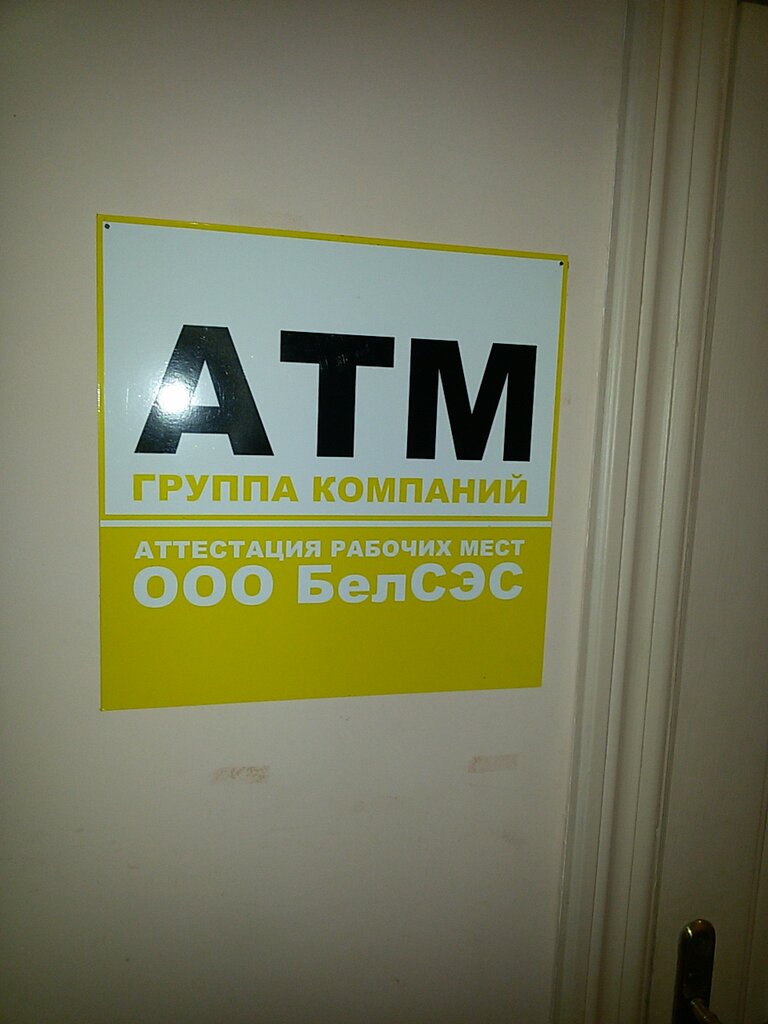 АТМ
ГРУППА КОМПАНИЙ
АТТЕСТАЦИЯ РАБОЧИХ МЕСТ
ООО БелСЭС